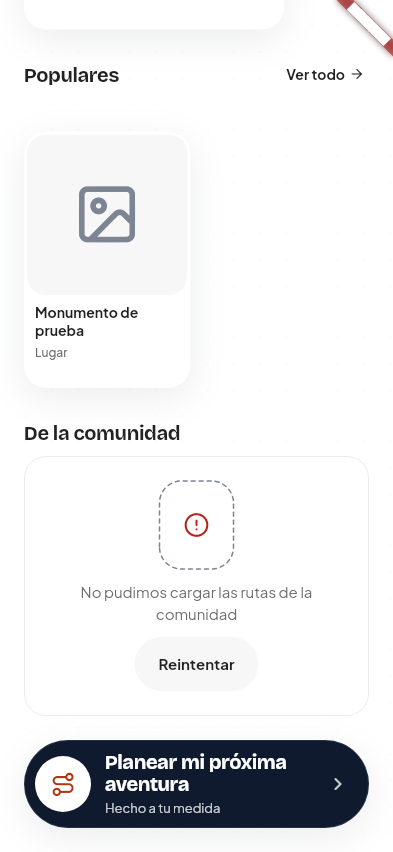 Populares
Ver todo
Monumento de
prueba
Lugar
De la comunidad
No pudimos cargar las rutas de la
comunidad
Reintentar
Planear mi próxima
aventura
Hecho a tu medida